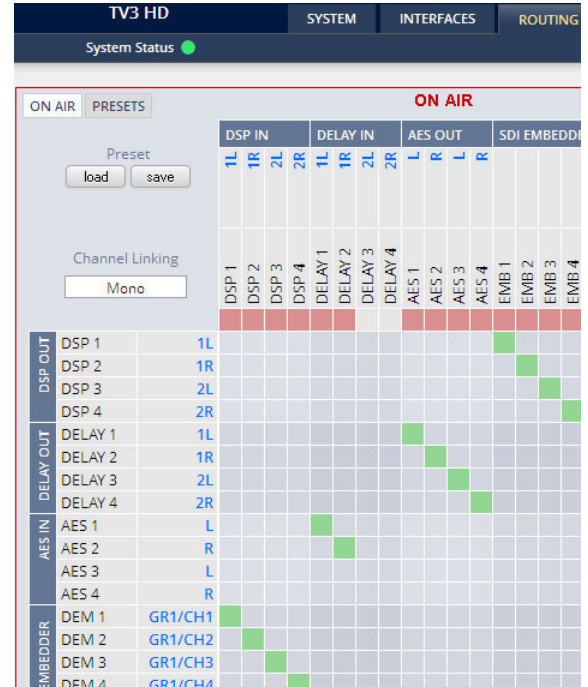 TV3 HD
SYSTEM
INTERFACES
ROUTING
System Status
ON AIR
PRESETS
ON AIR
DSP IN
DELAY IN
AES OUT
SDI EMBEDDE
Preset
load
save
1L 1R 2L 2R 1L 1R 2L 2R L R L R
Channel Linking
Mono
DSP 1 DSP 2 DSP 3 DSP 4 DELAY 1 DELAY 2 DELAY 3 DELAY 4 AES 1 AES 2 AES 3 AES 4 EMB 1 EMB 2 EMB 3 EMB 4
DSP OUT
DSP 1 1L
DSP 2 1R
DSP 3 2L
DSP 4 2R
DELAY OUT
DELAY 1 1L
DELAY 2 1R
DELAY 3 2L
DELAY 4 2R
AES IN
AES 1 L
AES 2 R
AES 3 L
AES 4 R
EMBEDDER
DEM 1 GR1/CH1
DEM 2 GR1/CH2
DEM 3 GR1/CH3
DEM 4 GR1/CH4